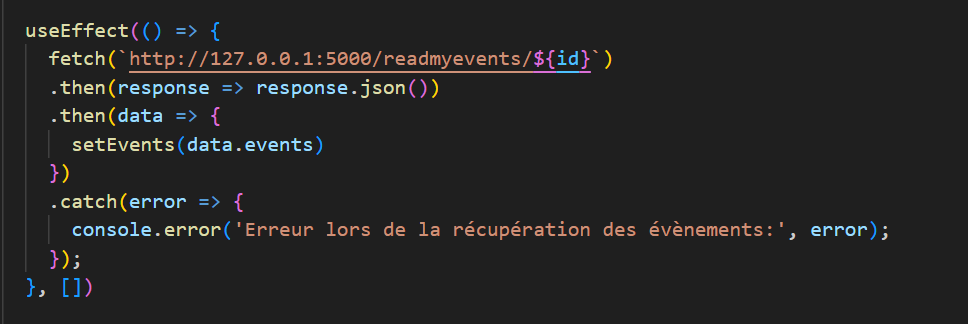 useEffect(() => {
fetch(`http://127.0.0.1:5000/readmyevents/${id}`)
.then(response => response.json())
.then(data => {
setEvents(data.events)
})
.catch(error => {
console.error('Erreur lors de la récupération des évènements:', error);
});
}, [])